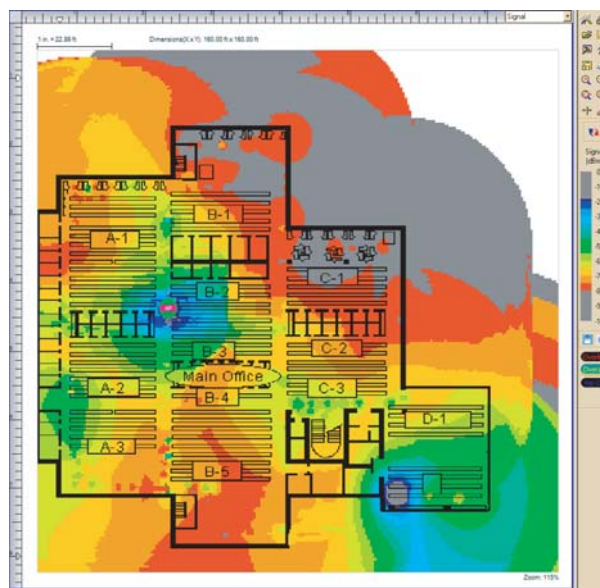 Signal
1 in. = 22.86 ft
Dimensions(X x Y): 160.00 ft x 160.00 ft
B-1
A-1
C-1
B-2
B-3
C-2
Main Office
A-2
B-4
C-3
D-1
A-3
B-5
Zoom: 115%